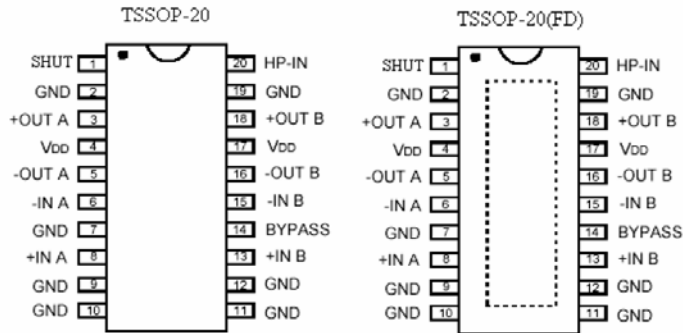 TSSOP-20
SHUT 1 20 HP-IN
GND 2 19 GND
+OUT A 3 18 +OUT B
VDD 4 17 VDD
-OUT A 5 16 -OUT B
-IN A 6 15 -IN B
GND 7 14 BYPASS
+IN A 8 13 +IN B
GND 9 12 GND
GND 10 11 GND
TSSOP-20(FD)
SHUT 1 20 HP-IN
GND 2 19 GND
+OUT A 3 18 +OUT B
VDD 4 17 VDD
-OUT A 5 16 -OUT B
-IN A 6 15 -IN B
GND 7 14 BYPASS
+IN A 8 13 +IN B
GND 9 12 GND
GND 10 11 GND